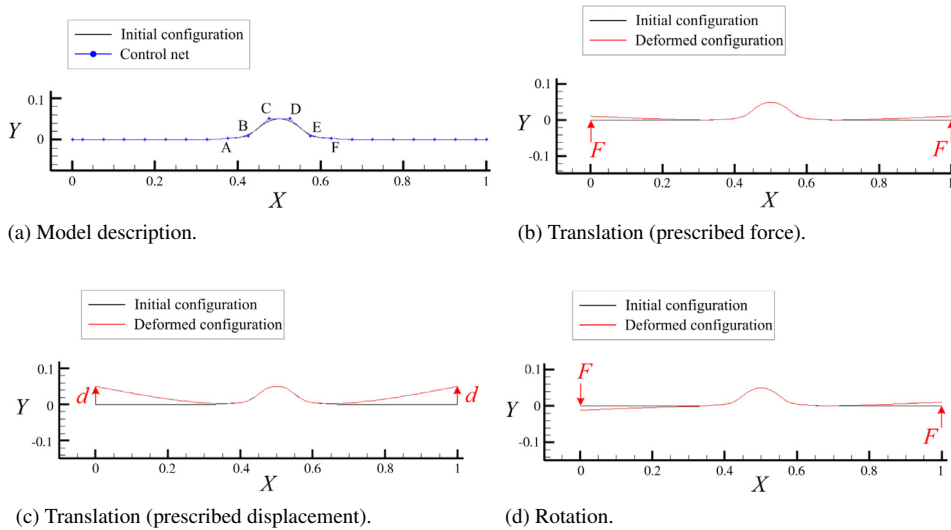 Initial configuration
Control net
0.1
0
Y
A
B
C
D
E
F
0 0.2 0.4 0.6 0.8 1
X
(a) Model description.
Initial configuration
Deformed configuration
0.1
0
-0.1
Y
F
F
0 0.2 0.4 0.6 0.8 1
X
(b) Translation (prescribed force).
Initial configuration
Deformed configuration
0.1
0
-0.1
Y
d
d
0 0.2 0.4 0.6 0.8 1
X
(c) Translation (prescribed displacement).
Initial configuration
Deformed configuration
0.1
0
-0.1
Y
F
F
0 0.2 0.4 0.6 0.8 1
X
(d) Rotation.